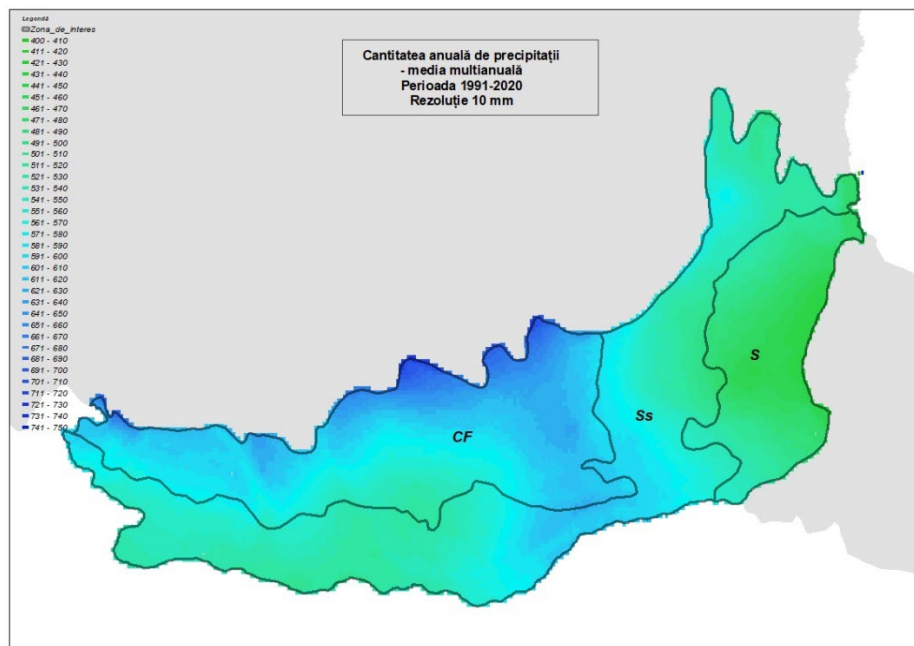 Legendă
Zona_de_interes
400 - 410
411 - 420
421 - 430
431 - 440
441 - 450
451 - 460
461 - 470
471 - 480
481 - 490
491 - 500
501 - 510
511 - 520
521 - 530
531 - 540
541 - 550
551 - 560
561 - 570
571 - 580
581 - 590
591 - 600
601 - 610
611 - 620
621 - 630
631 - 640
641 - 650
651 - 660
661 - 670
671 - 680
681 - 690
691 - 700
701 - 710
711 - 720
721 - 730
731 - 740
741 - 750
Cantitatea anuală de precipitații
- media multianuală
Perioada 1991-2020
Rezoluție 10 mm
S
Ss
CF